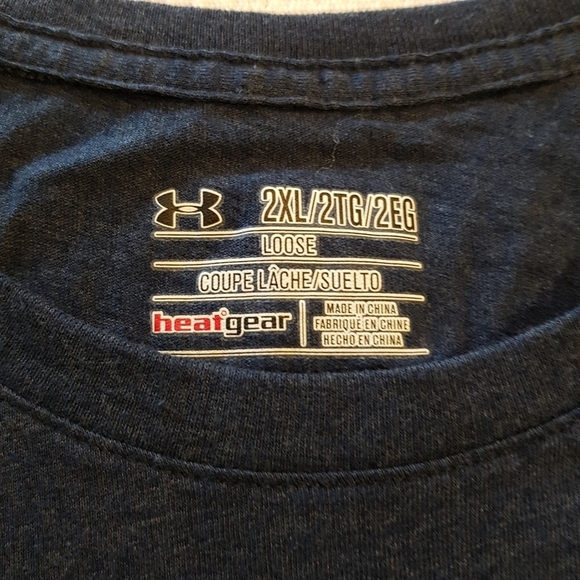 2XL/2TG/2EG
LOOSE
COUPE LÂCHE/SUELTO
heatgear
MADE IN CHINA
FABRIQUÉ EN CHINE
HECHO EN CHINA